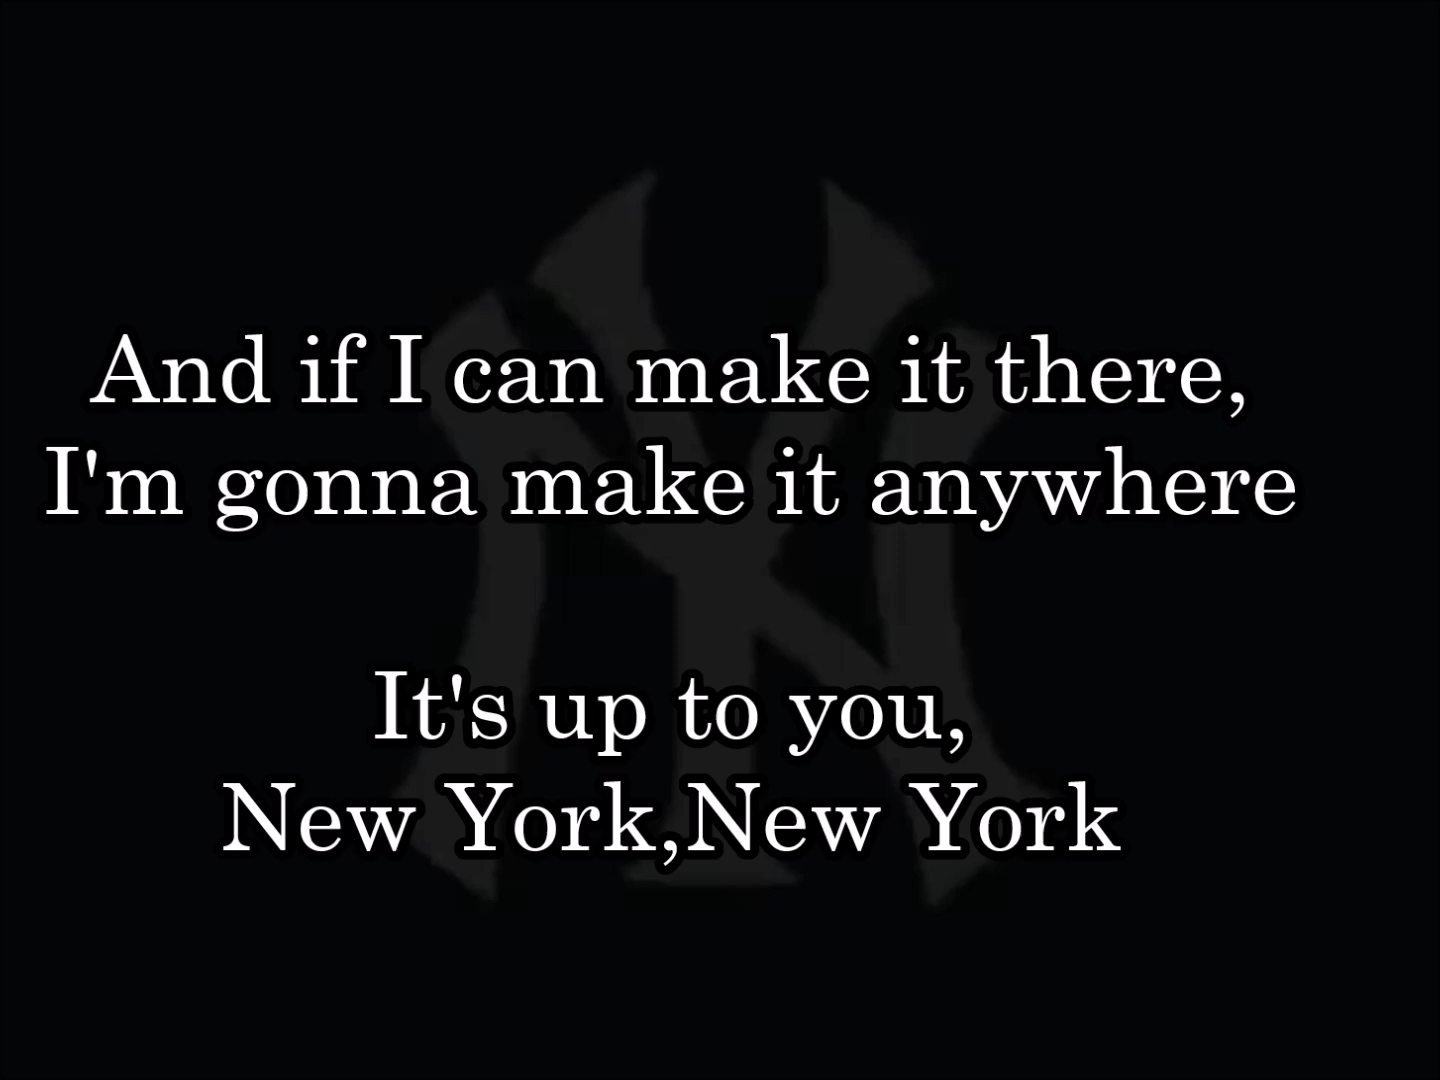 And if I can make it there,
I'm gonna make it anywhere
It's up to you,
New York,New York